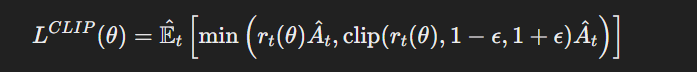 L^{CLIP}(θ) = Ê_t [min (r_t(θ)Â_t, clip(r_t(θ), 1 − ϵ, 1 + ϵ)Â_t)]